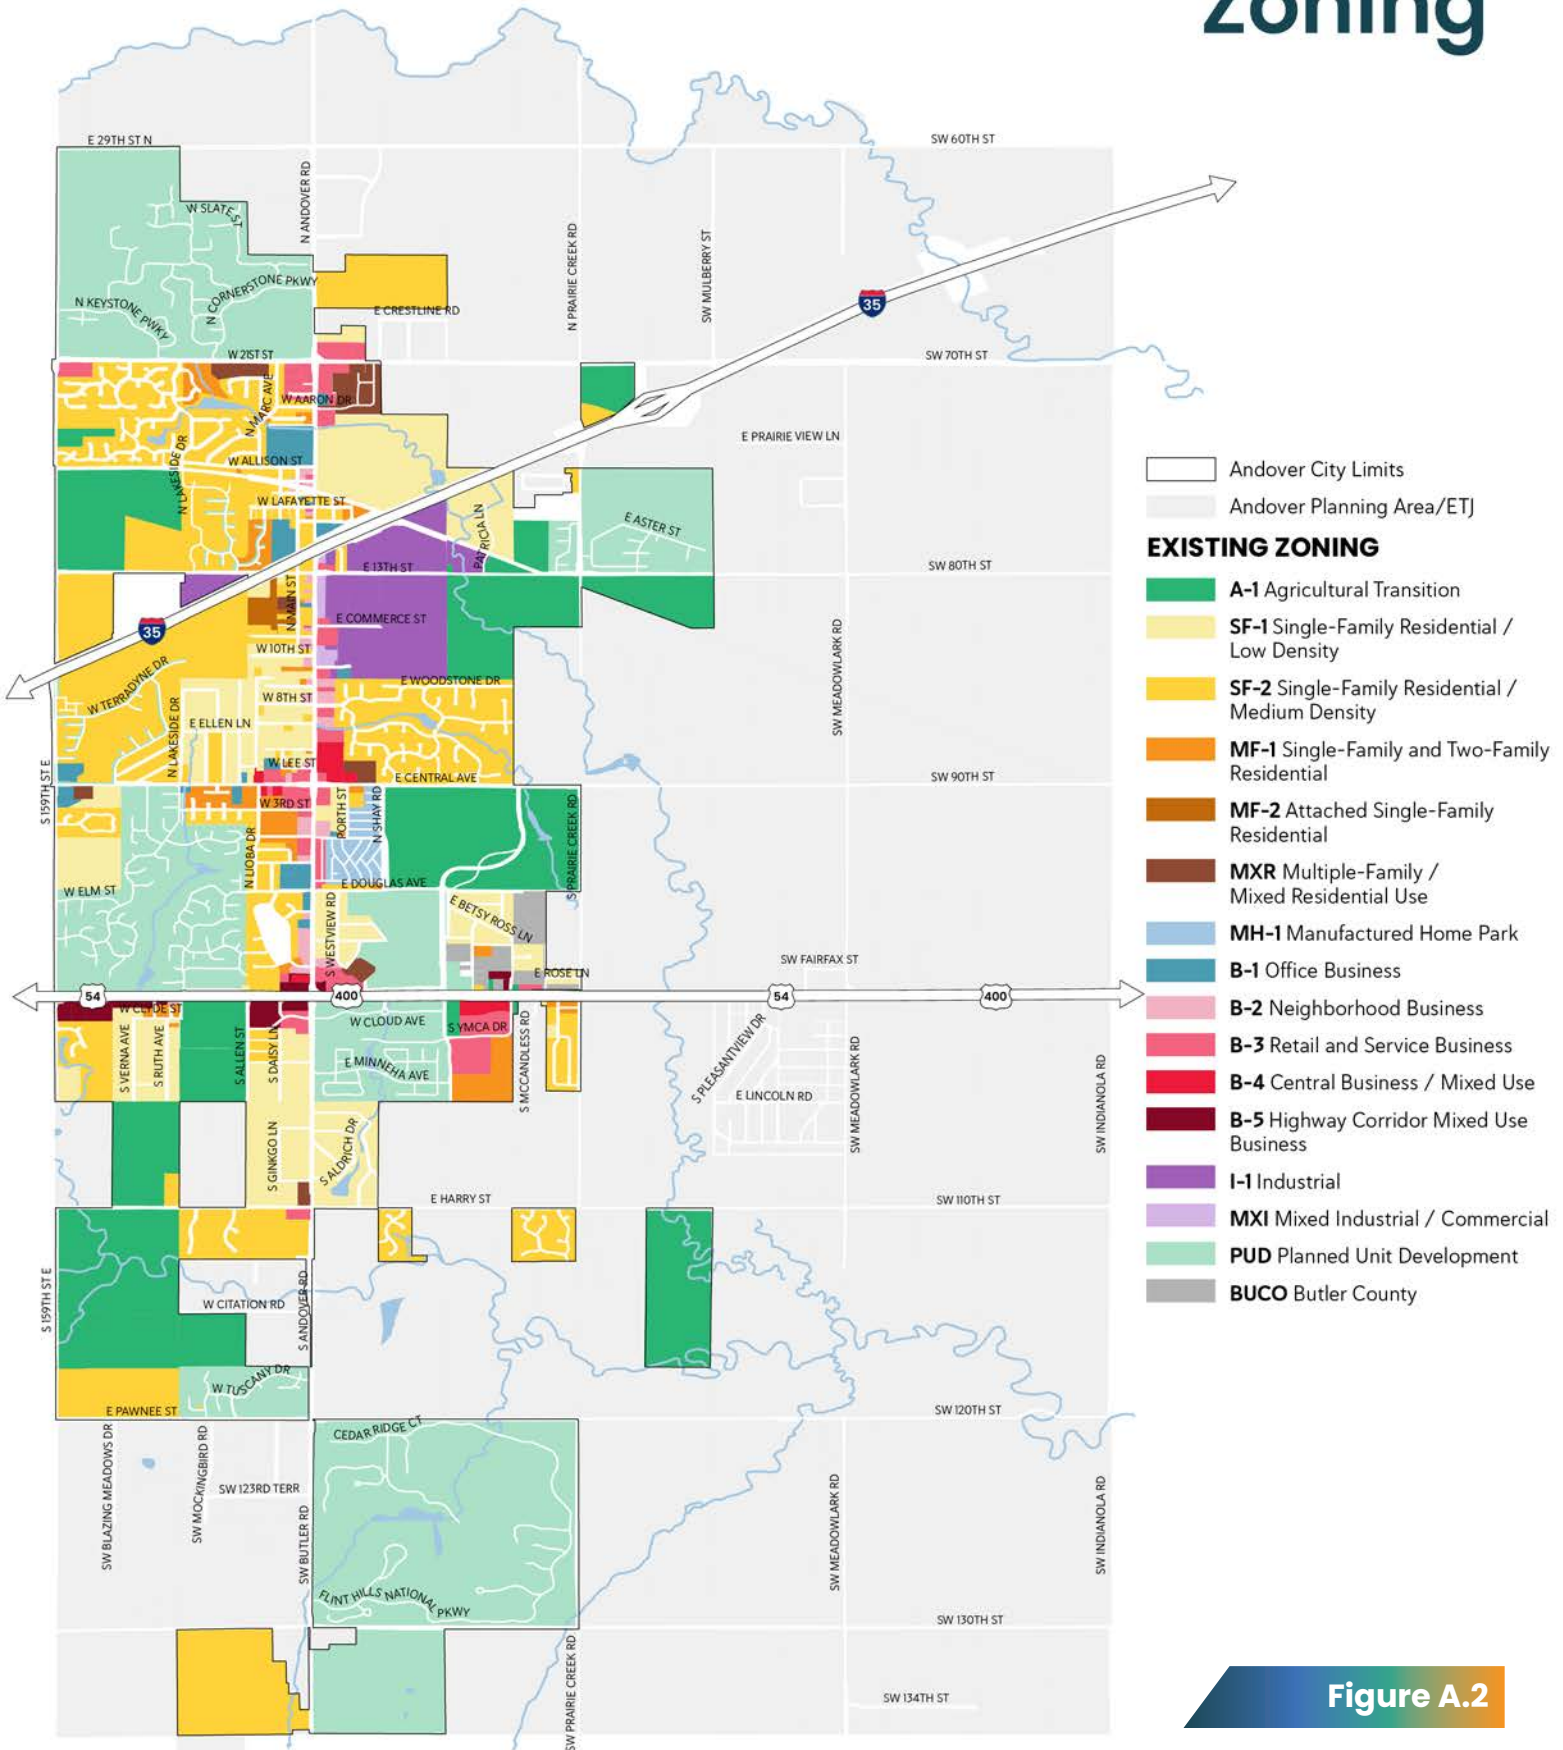 Zoning
E 29TH ST N
SW 60TH ST
N ANDOVER RD
W SLATE ST
N PRAIRIE CREEK RD
SW MULBERRY ST
N CORNERSTONE PKWY
N KEYSTONE PWKY
E CRESTLINE RD
35
W 21ST ST
SW 70TH ST
N MARC AVE
W AARON DR
E PRAIRIE VIEW LN
N LAKESIDE DR
W ALLISON ST
W LAFAYETTE ST
PATRICIA LN
E ASTER ST
E 13TH ST
SW 80TH ST
N MAIN ST
E COMMERCE ST
35
W 10TH ST
SW MEADOWLARK RD
W TERRADYNE DR
E WOODSTONE DR
W 8TH ST
N LAKESIDE DR
E ELLEN LN
W LEE ST
E CENTRAL AVE
SW 90TH ST
S 159TH ST E
W 3RD ST
PORTH ST
N SHAY RD
S PRAIRIE CREEK RD
N LIOBA DR
W ELM ST
E DOUGLAS AVE
E BETSY ROSS LN
S WESTVIEW RD
SW FAIRFAX ST
E ROSE LN
54
400
54
400
W CLYDE ST
W CLOUD AVE
S YMCA DR
S VERNA AVE
S RUTH AVE
S ALLEN ST
S DAISY LN
E MINNEHA AVE
S MCCANDLESS RD
S PLEASANTVIEW DR
E LINCOLN RD
SW MEADOWLARK RD
SW INDIANOLA RD
S GINKGO LN
S ALDRICH DR
E HARRY ST
SW 110TH ST
S 159TH ST E
W CITATION RD
S ANDOVER RD
W TUSCANY DR
E PAWNEE ST
SW 120TH ST
SW BLAZING MEADOWS DR
SW MOCKINGBIRD RD
CEDAR RIDGE CT
SW 123RD TERR
SW BUTLER RD
SW MEADOWLARK RD
SW INDIANOLA RD
FLINT HILLS NATIONAL PKWY
SW 130TH ST
SW PRAIRIE CREEK RD
SW 134TH ST
Andover City Limits
Andover Planning Area/ETJ
EXISTING ZONING
A-1 Agricultural Transition
SF-1 Single-Family Residential /
Low Density
SF-2 Single-Family Residential /
Medium Density
MF-1 Single-Family and Two-Family
Residential
MF-2 Attached Single-Family
Residential
MXR Multiple-Family /
Mixed Residential Use
MH-1 Manufactured Home Park
B-1 Office Business
B-2 Neighborhood Business
B-3 Retail and Service Business
B-4 Central Business / Mixed Use
B-5 Highway Corridor Mixed Use
Business
I-1 Industrial
MXI Mixed Industrial / Commercial
PUD Planned Unit Development
BUCO Butler County
Figure A.2